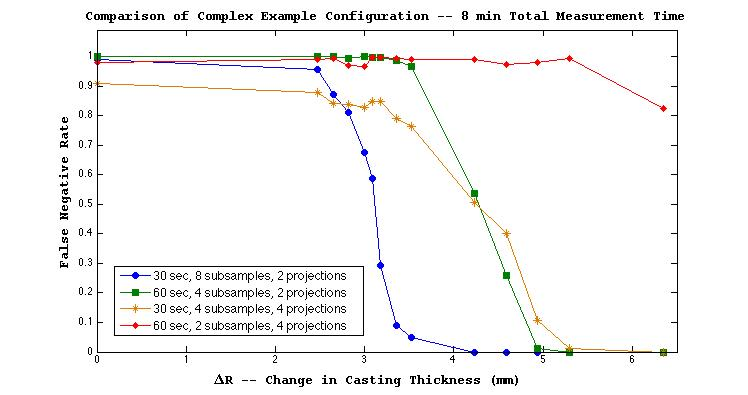 Comparison of Complex Example Configuration -- 8 min Total Measurement Time
1
0.9
0.8
0.7
0.6
0.5
0.4
0.3
0.2
0.1
0
False Negative Rate
30 sec, 8 subsamples, 2 projections
60 sec, 4 subsamples, 2 projections
30 sec, 4 subsamples, 4 projections
60 sec, 2 subsamples, 4 projections
0 1 2 3 4 5 6
ΔR -- Change in Casting Thickness (mm)